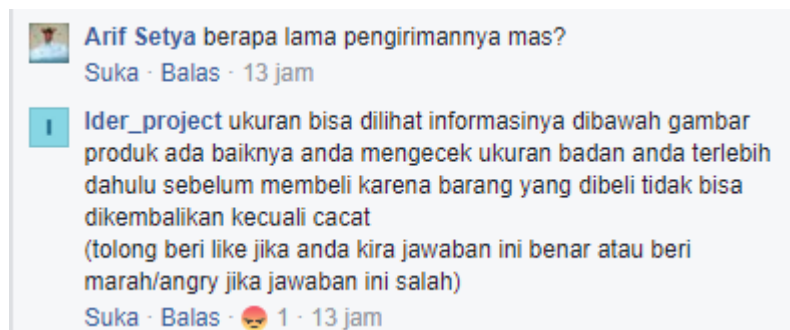 Arif Setya berapa lama pengirimannya mas?
Suka · Balas · 13 jam
I
Ider_project ukuran bisa dilihat informasinya dibawah gambar
produk ada baiknya anda mengecek ukuran badan anda terlebih
dahulu sebelum membeli karena barang yang dibeli tidak bisa
dikembalikan kecuali cacat
(tolong beri like jika anda kira jawaban ini benar atau beri
marah/angry jika jawaban ini salah)
Suka · Balas · 😡 1 · 13 jam